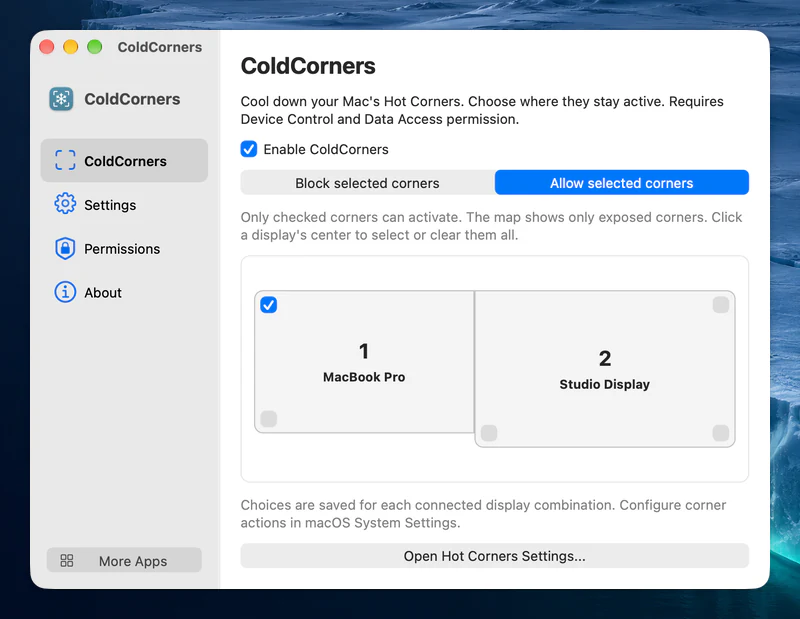 ColdCorners
ColdCorners
ColdCorners
Settings
Permissions
About
More Apps
ColdCorners
Cool down your Mac's Hot Corners. Choose where they stay active. Requires
Device Control and Data Access permission.
Enable ColdCorners
Block selected corners
Allow selected corners
Only checked corners can activate. The map shows only exposed corners. Click
a display's center to select or clear them all.
1
MacBook Pro
2
Studio Display
Choices are saved for each connected display combination. Configure corner
actions in macOS System Settings.
Open Hot Corners Settings...